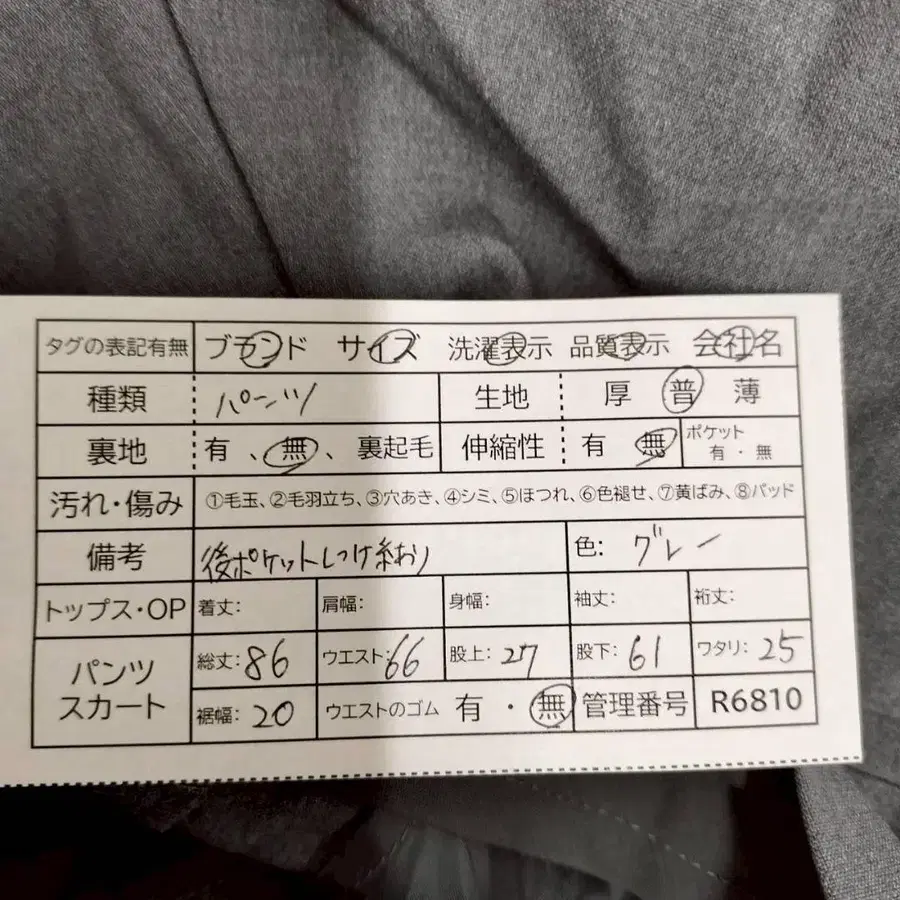 タグの表記有無 ブランド サイズ 洗濯表示 品質表示 会社名
種類 パンツ 生地 厚 普 薄
裏地 有 、無、裏起毛 伸縮性 有 無 ポケット 有・無
汚れ・傷み ①毛玉、②毛羽立ち、③穴あき、④シミ、⑤ほつれ、⑥色褪せ、⑦黄ばみ、⑧パッド
備考 後ポケットしつけ糸おり 色: グレー
トップス・OP 着丈: 肩幅: 身幅: 袖丈: 裄丈:
パンツ スカート 総丈:86 ウエスト:66 股上:27 股下:61 ワタリ:25
裾幅:20 ウエストのゴム 有・無 管理番号 R6810